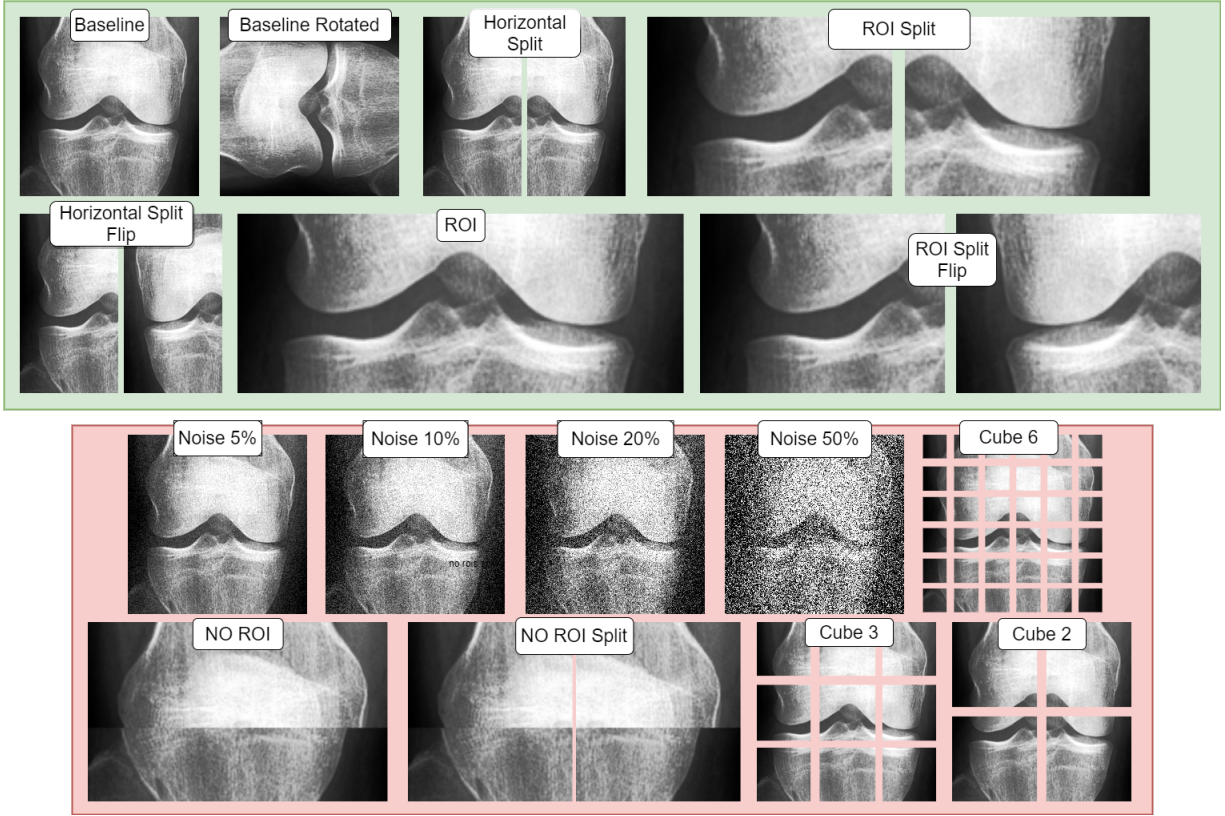 Baseline
Baseline Rotated
Horizontal
Split
ROI Split
Horizontal Split
Flip
ROI
ROI Split
Flip
Noise 5%
Noise 10%
Noise 20%
Noise 50%
Cube 6
no rois
NO ROI
NO ROI Split
Cube 3
Cube 2